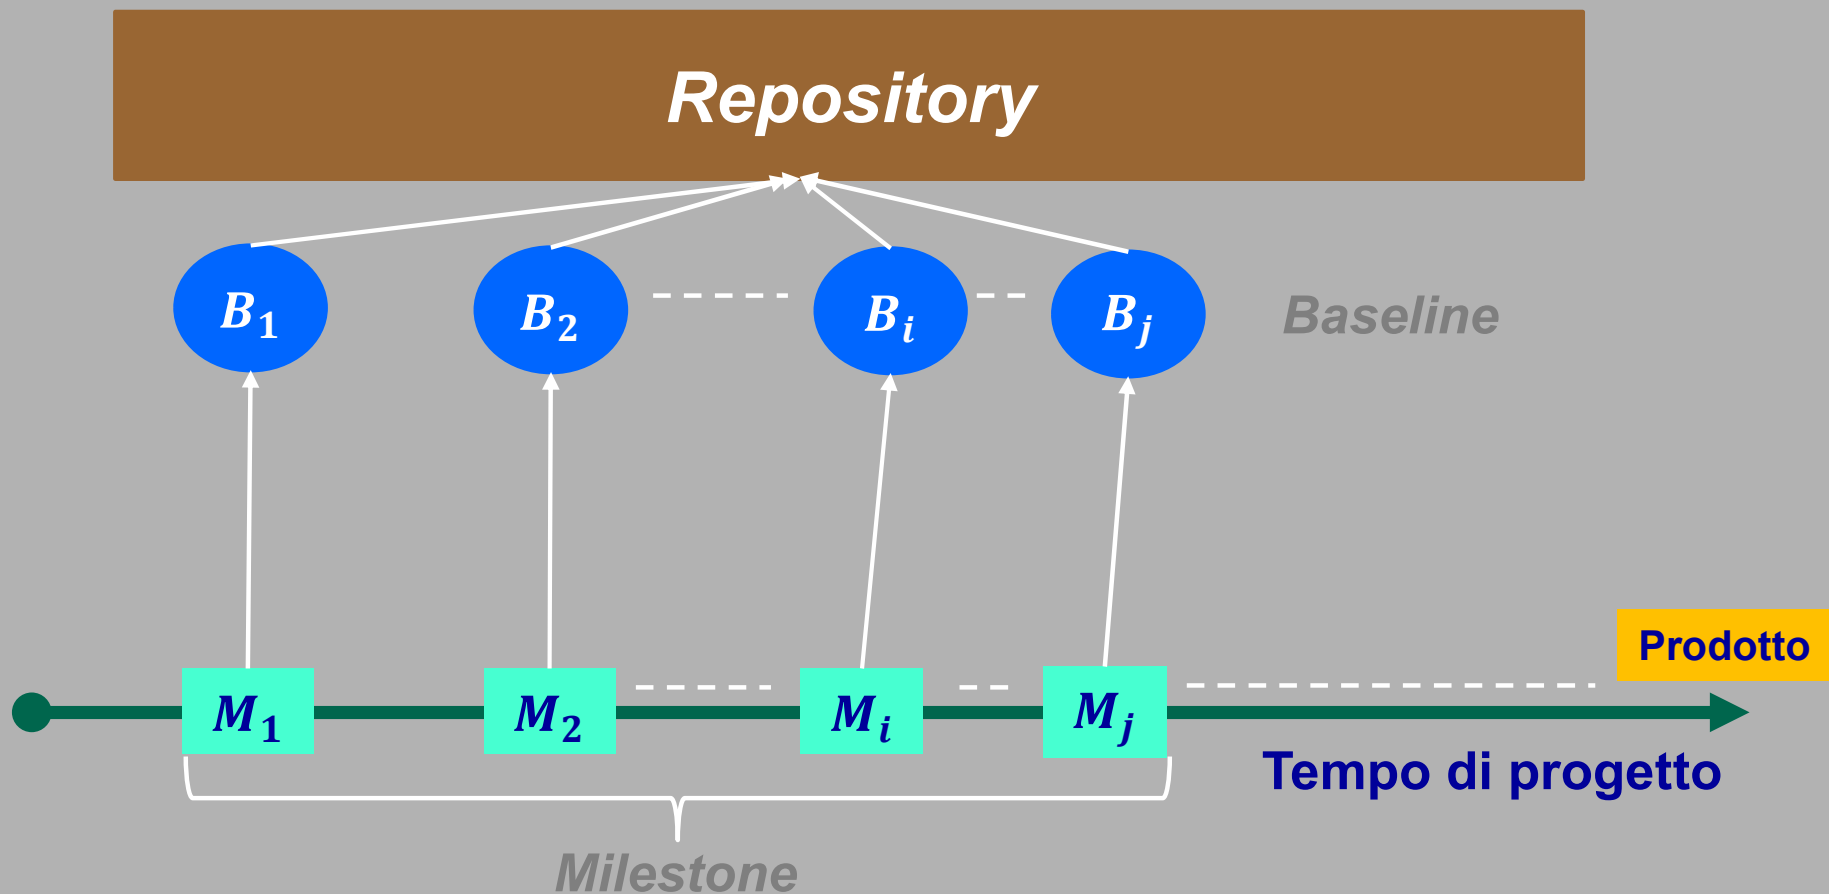 Repository
B₁ B₂ Bᵢ Bⱼ Baseline
Prodotto
M₁ M₂ Mᵢ Mⱼ
Tempo di progetto
Milestone